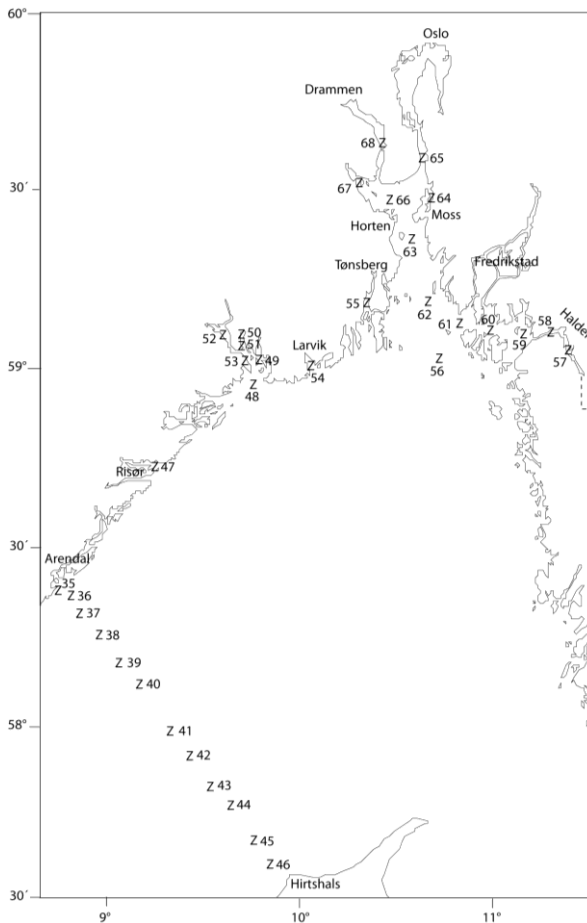 60°
Oslo
Drammen
68 Z
Z 65
30´
67 Z
Z 66
Z 64
Moss
Horten
Z
63
Tønsberg
Fredrikstad
55 Z
Z
62
61 Z
60
Z
58
Z
Halden
52 Z
Z 50
Z 51
Z
59
Larvik
53 Z
Z 49
Z
57
59°
Z
54
Z
56
Z
48
Risør
Z 47
30´
Arendal
Z 35
Z 36
Z 37
Z 38
Z 39
Z 40
58°
Z 41
Z 42
Z 43
Z 44
Z 45
Z 46
Hirtshals
30´
9°
10°
11°